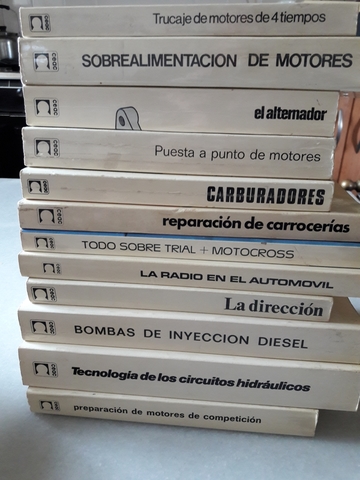 Trucaje de motores de 4 tiempos
SOBREALIMENTACION DE MOTORES
el alternador
Puesta a punto de motores
CARBURADORES
reparación de carrocerías
TODO SOBRE TRIAL + MOTOCROSS
LA RADIO EN EL AUTOMOVIL
La dirección
BOMBAS DE INYECCION DIESEL
Tecnología de los circuitos hidráulicos
preparación de motores de competición